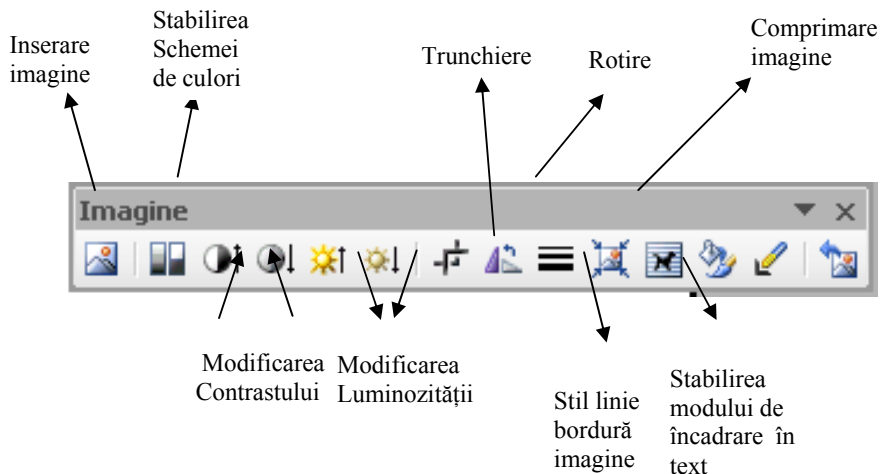 Inserare
imagine
Stabilirea
Schemei
de culori
Trunchiere
Rotire
Comprimare
imagine
Imagine
Modificarea
Contrastului
Modificarea
Luminozității
Stil linie
bordură
imagine
Stabilirea
modului de
încadrare în
text